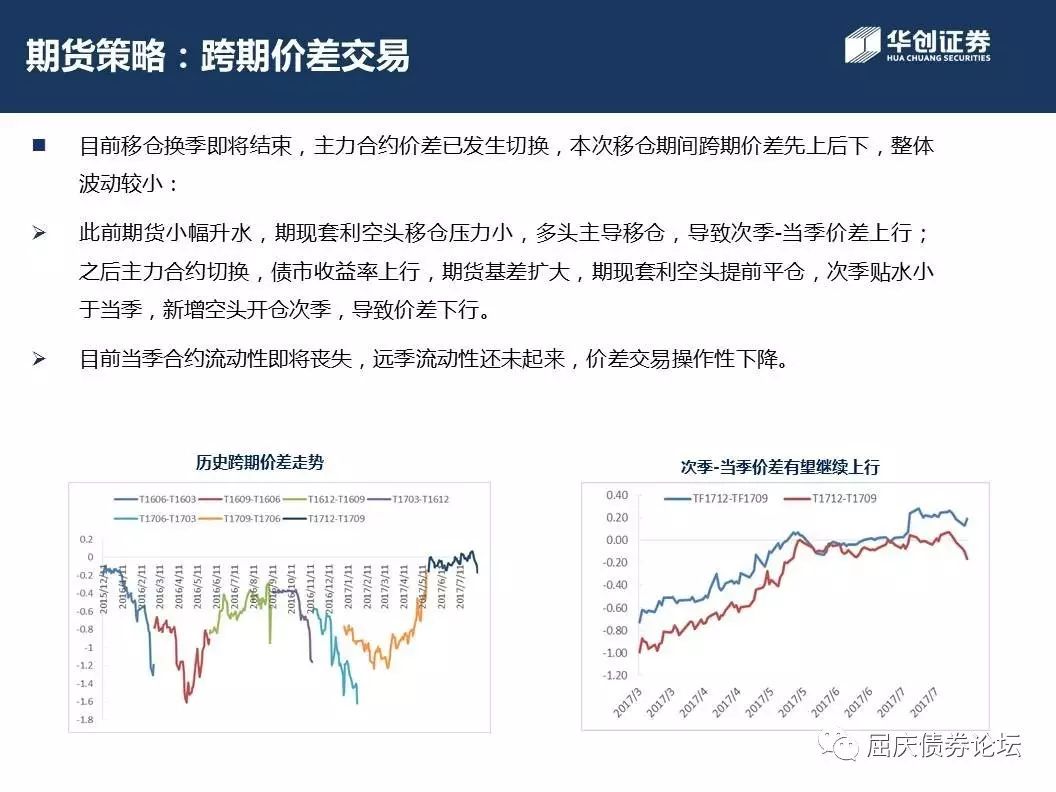 期货策略：跨期价差交易
华创证券
HUA CHUANG SECURITIES
目前移仓换季即将结束，主力合约价差已发生切换，本次移仓期间跨期价差先上后下，整体
波动较小：
此前期货小幅升水，期现套利空头移仓压力小，多头主导移仓，导致次季-当季价差上行；
之后主力合约切换，债市收益率上行，期货基差扩大，期现套利空头提前平仓，次季贴水小
于当季，新增空头开仓次季，导致价差下行。
目前当季合约流动性即将丧失，远季流动性还未起来，价差交易操作性下降。
历史跨期价差走势
T1606-T1603 T1609-T1606 T1612-T1609 T1703-T1612
T1706-T1703 T1709-T1706 T1712-T1709
0.2
0
-0.2
-0.4
-0.6
-0.8
-1
-1.2
-1.4
-1.6
-1.8
2015/12/11 2016/1/11 2016/2/11 2016/3/11 2016/4/11 2016/5/11 2016/6/11 2016/7/11 2016/8/11 2016/9/11 2016/10/11 2016/11/11 2016/12/11 2017/1/11 2017/2/11 2017/3/11 2017/4/11 2017/5/11 2017/6/11 2017/7/11
次季-当季价差有望继续上行
TF1712-TF1709 T1712-T1709
0.40
0.20
0.00
-0.20
-0.40
-0.60
-0.80
-1.00
-1.20
2017/3 2017/3 2017/4 2017/4 2017/5 2017/5 2017/6 2017/6 2017/7 2017/7
屈庆债券论坛